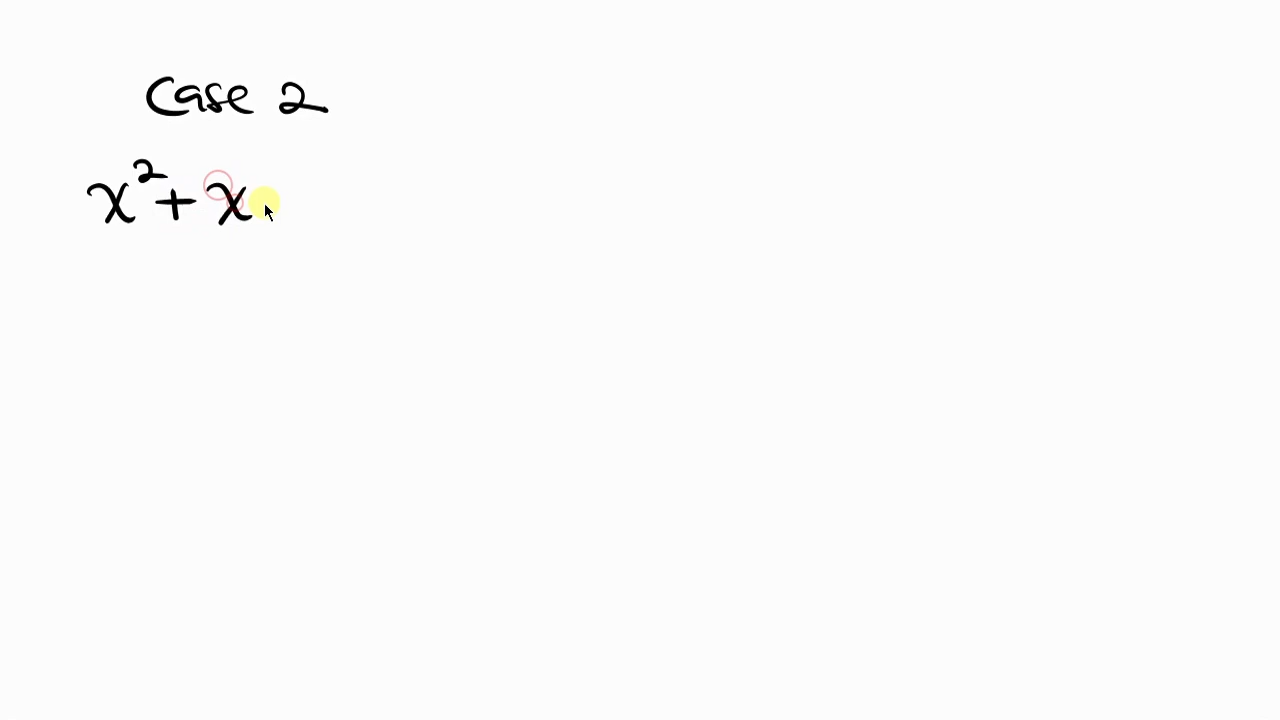 Case 2
x² + x